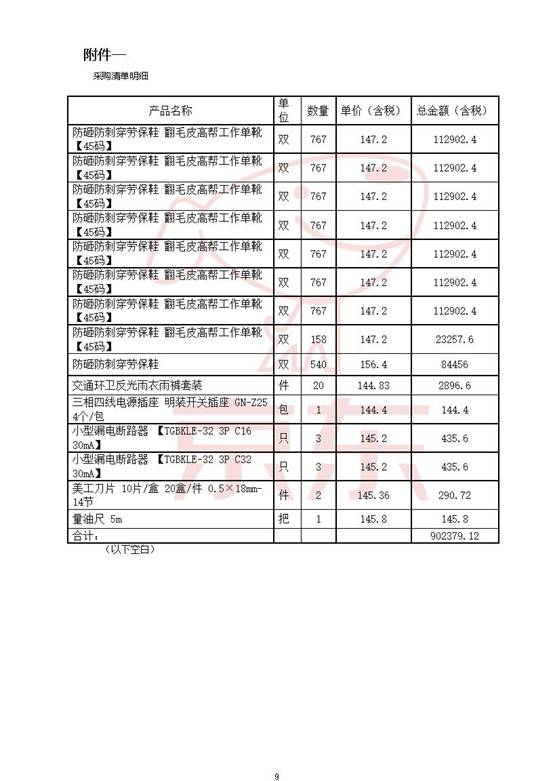 附件一
采购清单明细
产品名称 单位 数量 单价（含税） 总金额（含税）
防砸防刺穿劳保鞋 翻毛皮高帮工作单靴
【45码】 双 767 147.2 112902.4
防砸防刺穿劳保鞋 翻毛皮高帮工作单靴
【45码】 双 767 147.2 112902.4
防砸防刺穿劳保鞋 翻毛皮高帮工作单靴
【45码】 双 767 147.2 112902.4
防砸防刺穿劳保鞋 翻毛皮高帮工作单靴
【45码】 双 767 147.2 112902.4
防砸防刺穿劳保鞋 翻毛皮高帮工作单靴
【45码】 双 767 147.2 112902.4
防砸防刺穿劳保鞋 翻毛皮高帮工作单靴
【45码】 双 767 147.2 112902.4
防砸防刺穿劳保鞋 翻毛皮高帮工作单靴
【45码】 双 767 147.2 112902.4
防砸防刺穿劳保鞋 翻毛皮高帮工作单靴
【45码】 双 158 147.2 23257.6
防砸防刺穿劳保鞋 双 540 156.4 84456
交通环卫反光雨衣雨裤套装 件 20 144.83 2896.6
三相四线电源插座 明装开关插座 GN-Z25
4个/包 包 1 144.4 144.4
小型漏电断路器 【TGBKLE-32 3P C16
30mA】 只 3 145.2 435.6
小型漏电断路器 【TGBKLE-32 3P C32
30mA】 只 3 145.2 435.6
美工刀片 10片/盒 20盒/件 0.5×18mm-
14节 件 2 145.36 290.72
量油尺 5m 把 1 145.8 145.8
合计： 902379.12
（以下空白）
京东
9